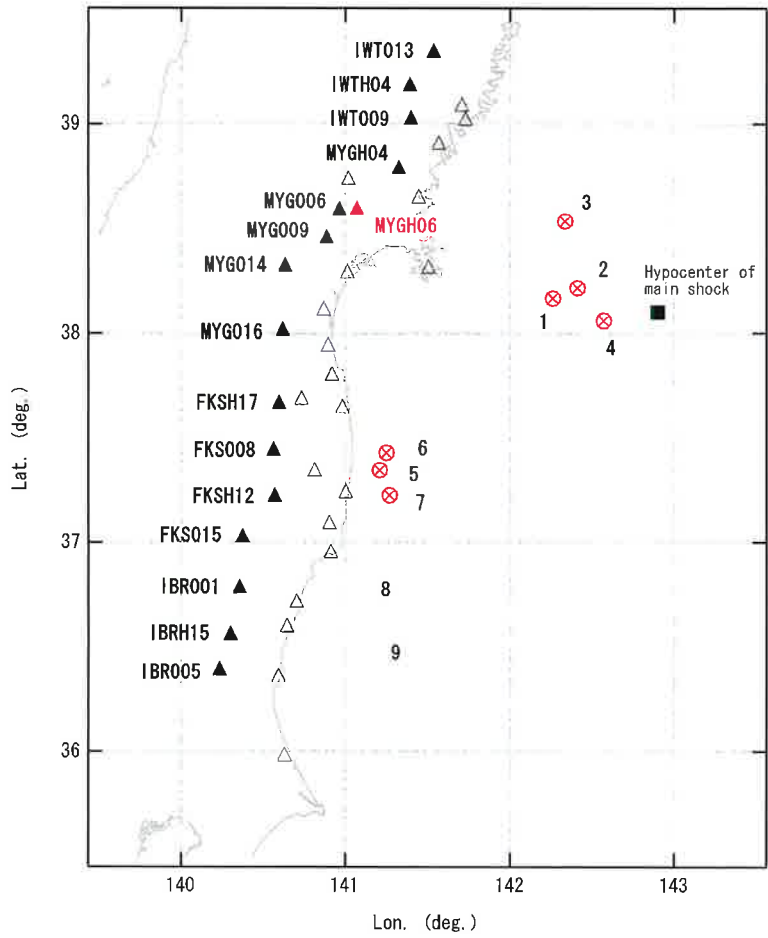 IWT013
IWTH04
39
IWT009
MYGH04
MYG006
3
MYGH06
MYG009
MYG014
2
Hypocenter of
main shock
1
38
MYG016
4
FKSH17
Lat. (deg.)
FKS008
6
5
FKSH12
7
37
FKS015
IBR001
8
IBRH15
9
IBR005
36
140
141
142
143
Lon. (deg.)